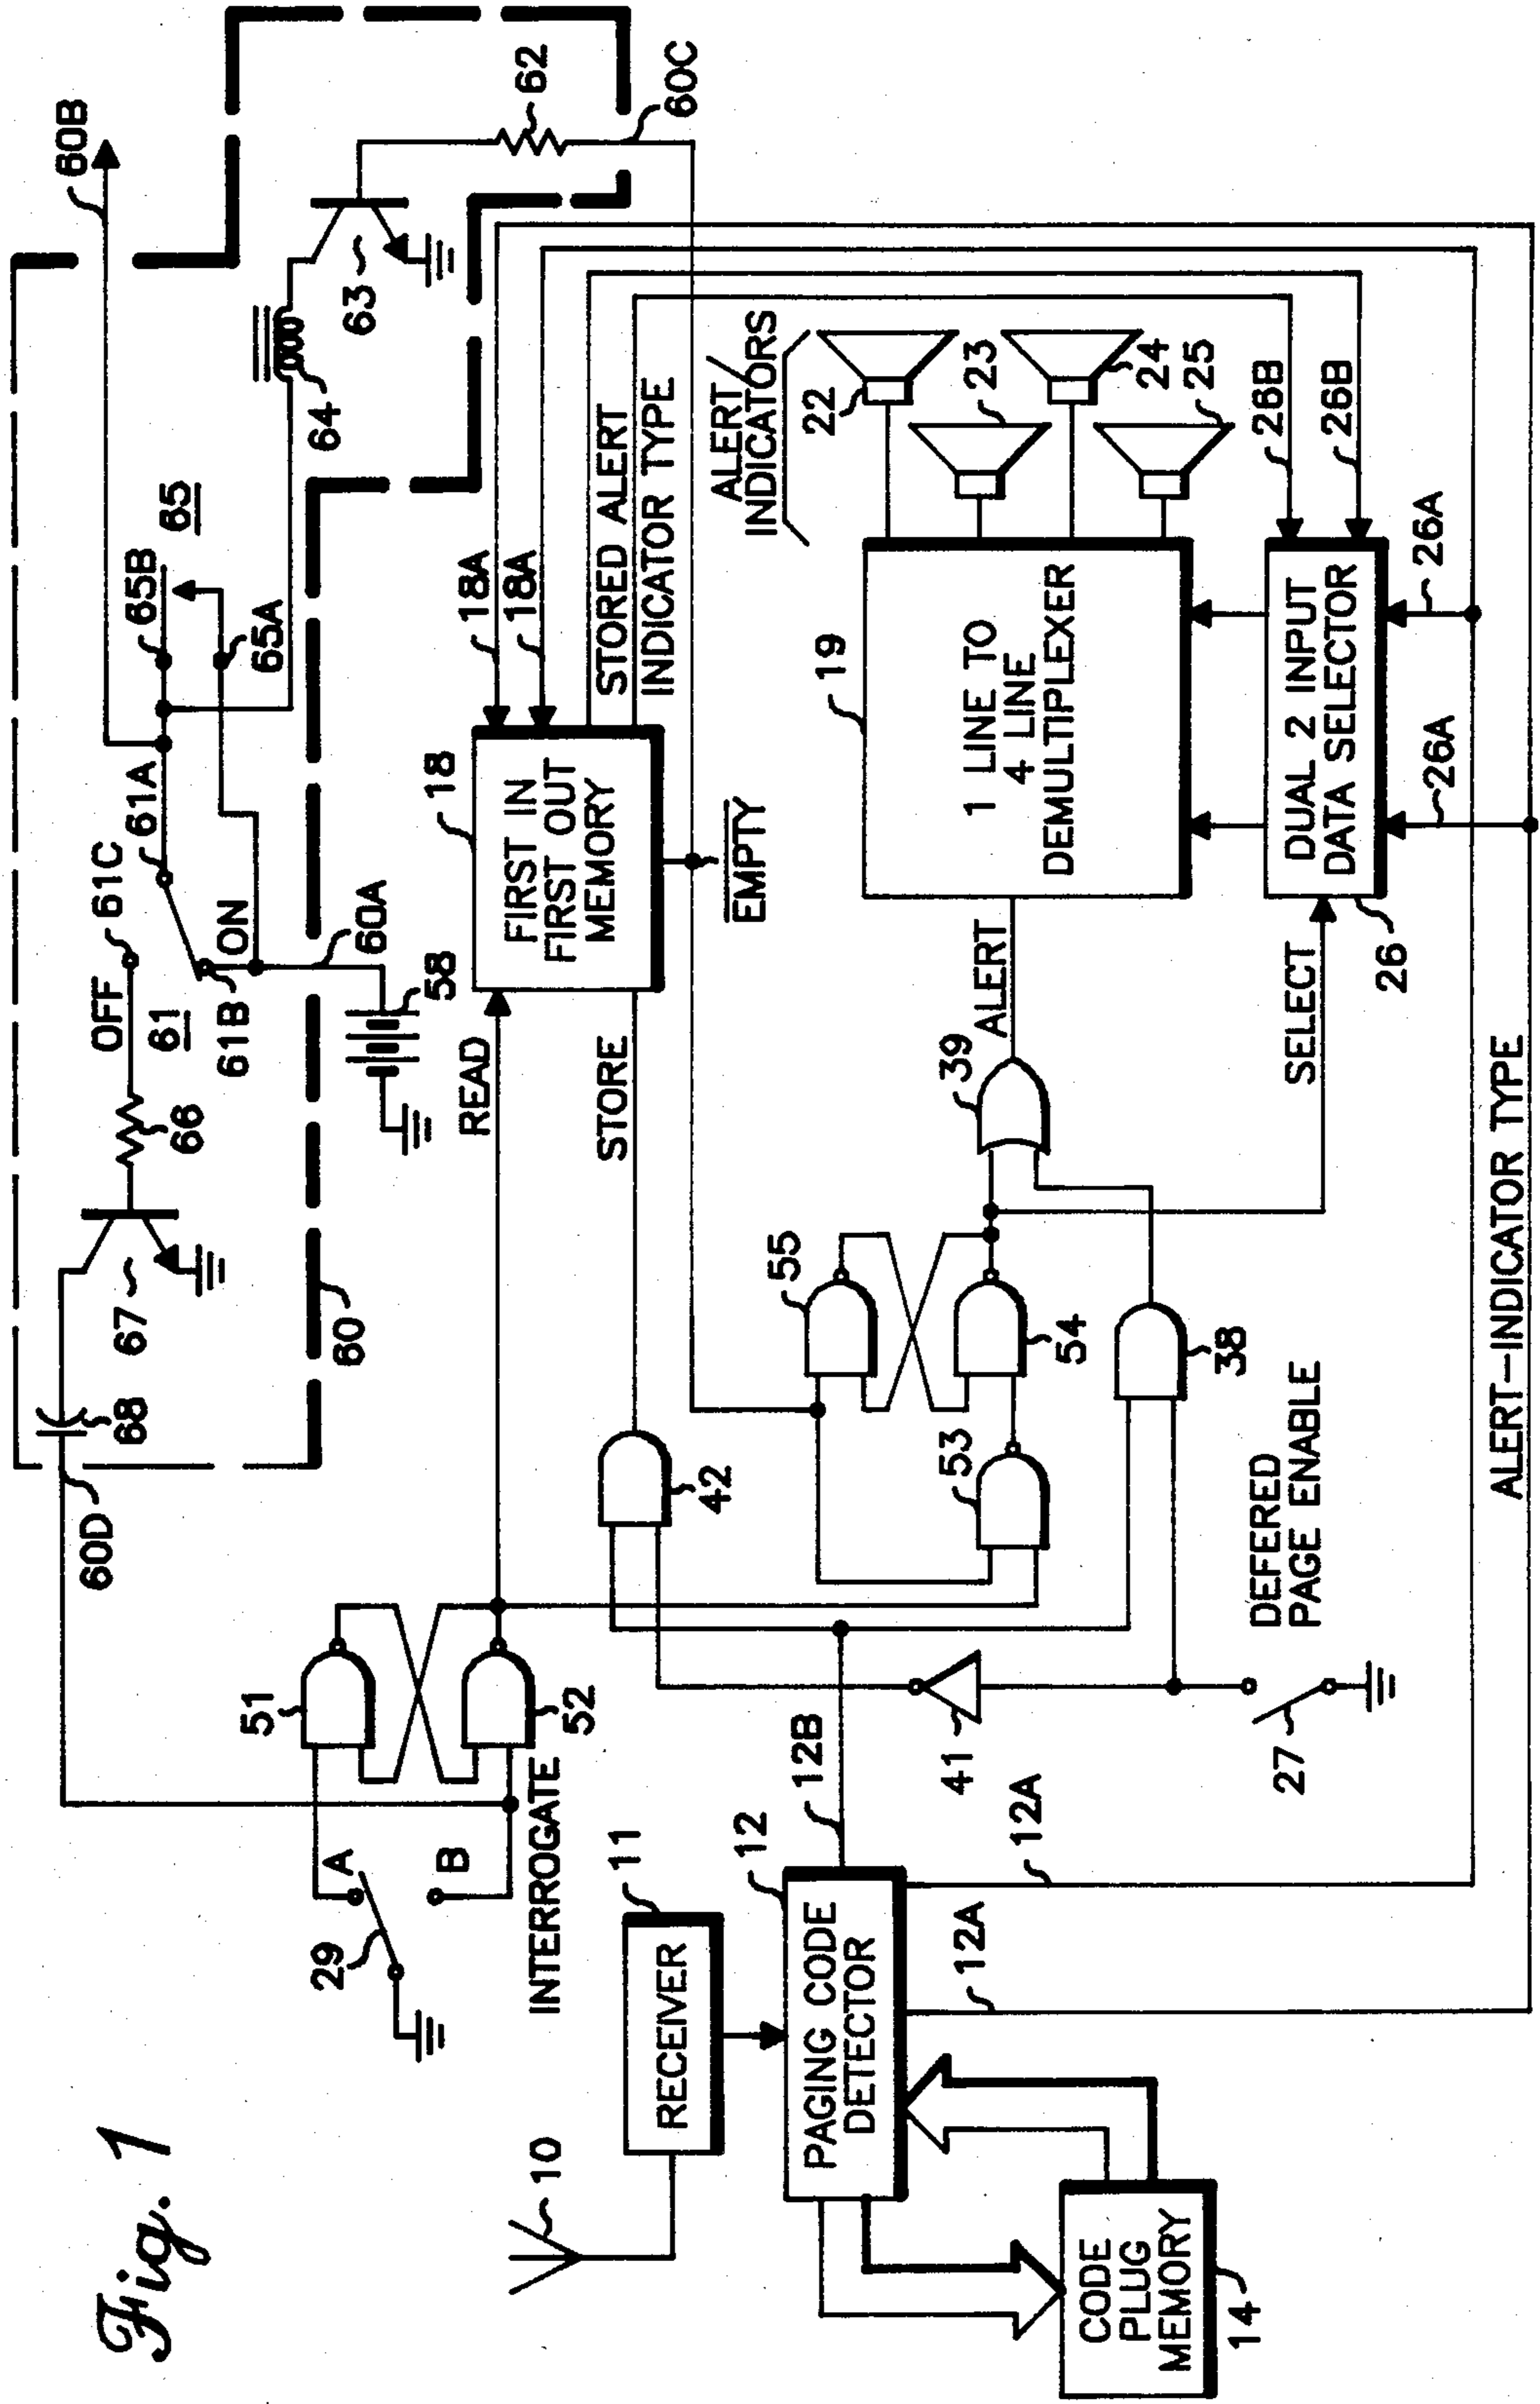 Fig. 1
10
11
RECEIVER
12
PAGING CODE
DETECTOR
14
CODE
PLUG
MEMORY
12A
12A
12B
29
A
B
INTERROGATE
51
52
60D
68
67
66
OFF
61C
61
61B
ON
61A
65B
65
65A
60B
60A
58
60
64
63
62
60C
READ
STORE
18
FIRST IN
FIRST OUT
MEMORY
18A
18A
STORED ALERT
INDICATOR TYPE
EMPTY
42
41
27
DEFERED
PAGE ENABLE
53
55
54
38
39
ALERT
SELECT
19
1 LINE TO
4 LINE
DEMULTIPLEXER
ALERT/
INDICATORS
22
23
24
25
26
DUAL 2 INPUT
DATA SELECTOR
26B
26B
26A
26A
ALERT-INDICATOR TYPE